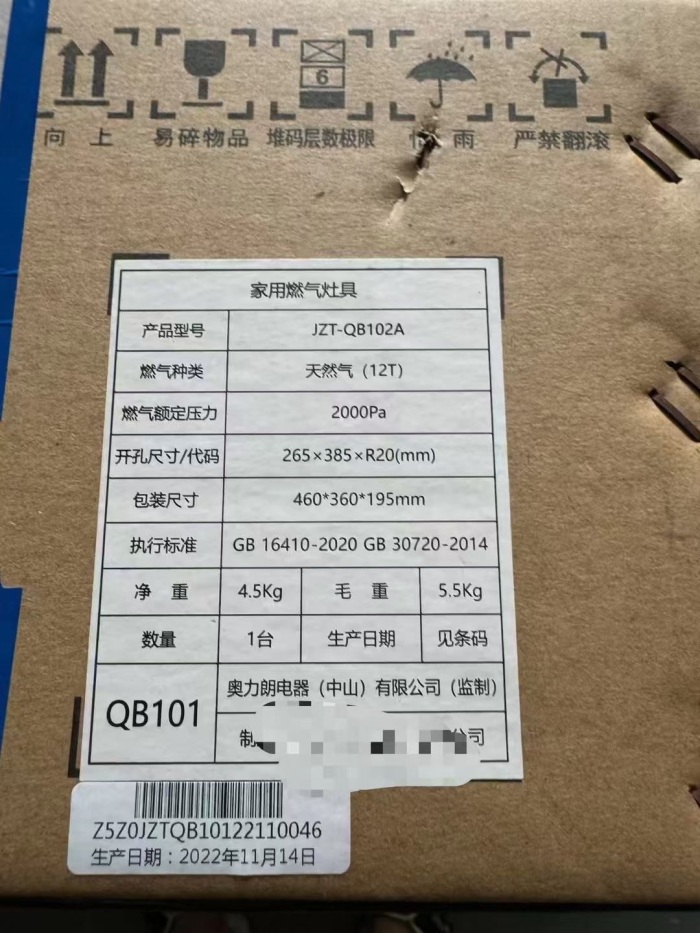 向 上
易碎物品
堆码层数极限
6
雨
严禁翻滚
家用燃气灶具
产品型号 JZT-QB102A
燃气种类 天然气（12T）
燃气额定压力 2000Pa
开孔尺寸/代码 265×385×R20(mm)
包装尺寸 460*360*195mm
执行标准 GB 16410-2020 GB 30720-2014
净 重 4.5Kg 毛 重 5.5Kg
数量 1台 生产日期 见条码
QB101
奥力朗电器（中山）有限公司（监制）
制
公司
Z5Z0JZTQB10122110046
生产日期：2022年11月14日